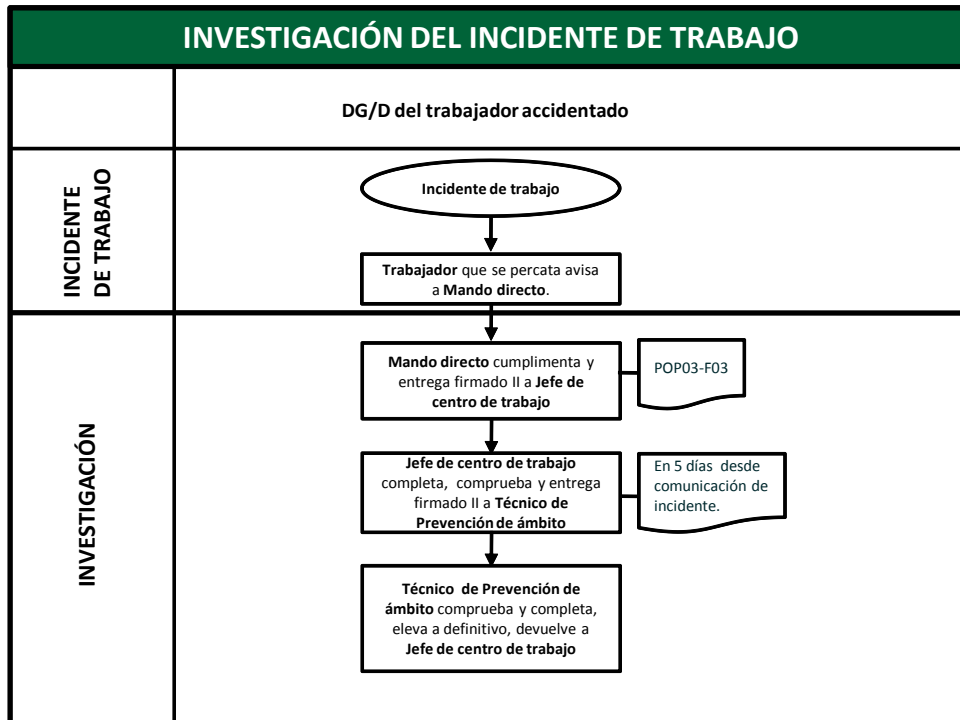 INVESTIGACIÓN DEL INCIDENTE DE TRABAJO
DG/D del trabajador accidentado
INCIDENTE
DE TRABAJO
Incidente de trabajo
Trabajador que se percata avisa
a Mando directo.
INVESTIGACIÓN
Mando directo cumplimenta y
entrega firmado II a Jefe de
centro de trabajo
POP03-F03
Jefe de centro de trabajo
completa, comprueba y entrega
firmado II a Técnico de
Prevención de ámbito
En 5 días desde
comunicación de
incidente.
Técnico de Prevención de
ámbito comprueba y completa,
eleva a definitivo, devuelve a
Jefe de centro de trabajo